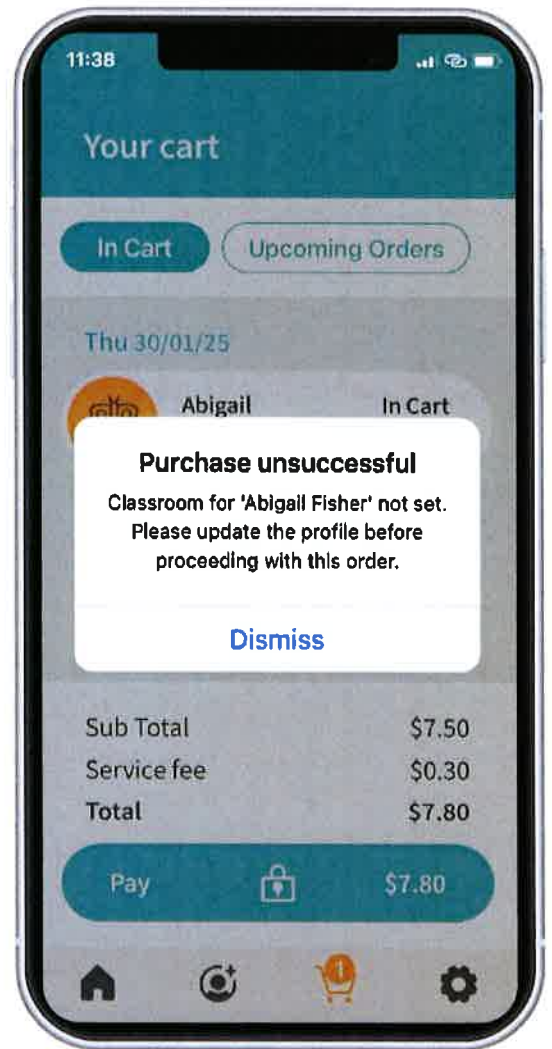 11:38
Your cart
In Cart
Upcoming Orders
Thu 30/01/25
Abigail
In Cart
Purchase unsuccessful
Classroom for 'Abigail Fisher' not set.
Please update the profile before
proceeding with this order.
Dismiss
Sub Total $7.50
Service fee $0.30
Total $7.80
Pay $7.80
1